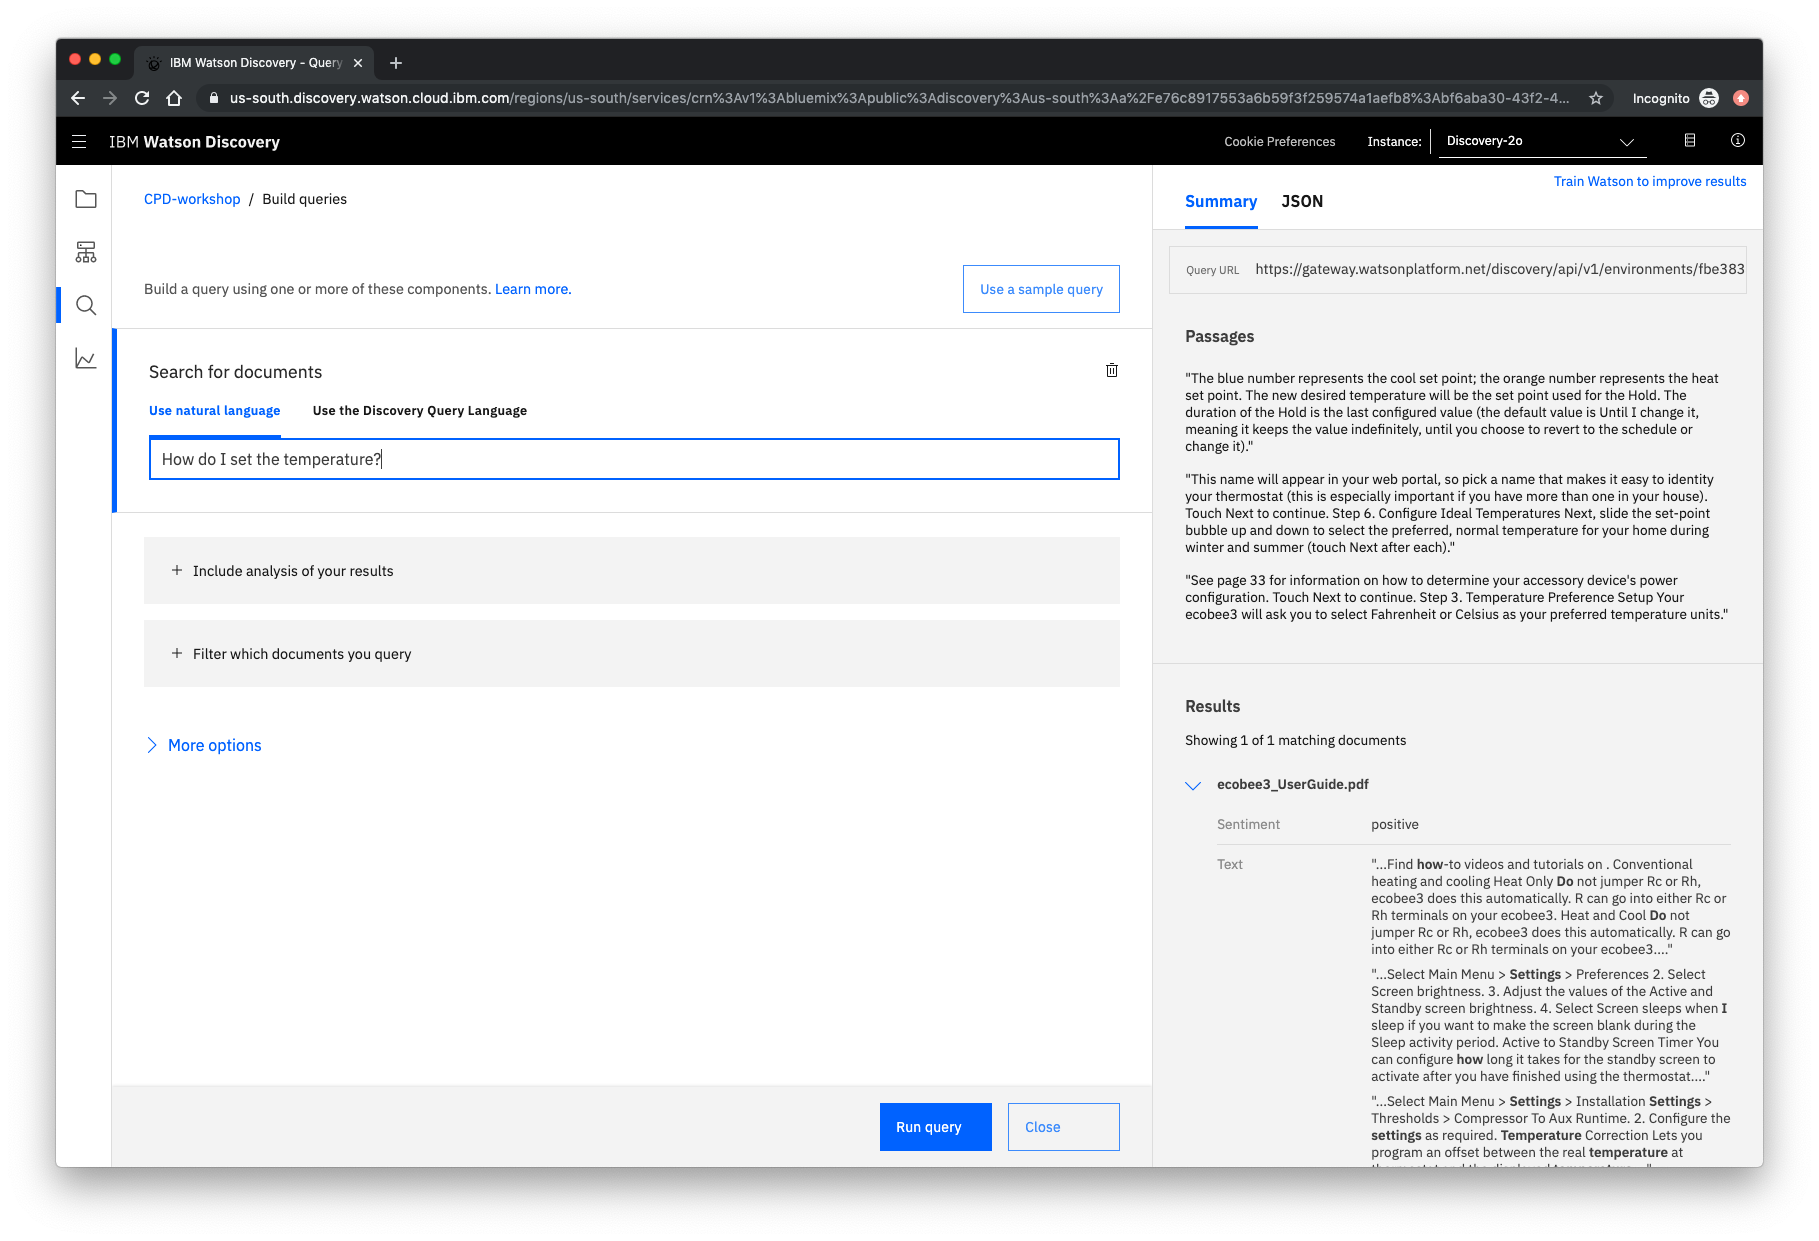 IBM Watson Discovery - Query
us-south.discovery.watson.cloud.ibm.com/regions/us-south/services/crn%3Av1%3Abluemix%3Apublic%3Adiscovery%3Aus-south%3Aa%2Fe76c8917553a6b59f3f259574a1aefb8%3Abf6aba30-43f2-4...
Incognito
IBM Watson Discovery
Cookie Preferences
Instance:
Discovery-2o
CPD-workshop / Build queries
Build a query using one or more of these components. Learn more.
Use a sample query
Search for documents
Use natural language
Use the Discovery Query Language
How do I set the temperature?
+ Include analysis of your results
+ Filter which documents you query
More options
Run query
Close
Train Watson to improve results
Summary
JSON
Query URL
https://gateway.watsonplatform.net/discovery/api/v1/environments/fbe383
Passages
"The blue number represents the cool set point; the orange number represents the heat
set point. The new desired temperature will be the set point used for the Hold. The
duration of the Hold is the last configured value (the default value is Until I change it,
meaning it keeps the value indefinitely, until you choose to revert to the schedule or
change it)."
"This name will appear in your web portal, so pick a name that makes it easy to identity
your thermostat (this is especially important if you have more than one in your house).
Touch Next to continue. Step 6. Configure Ideal Temperatures Next, slide the set-point
bubble up and down to select the preferred, normal temperature for your home during
winter and summer (touch Next after each)."
"See page 33 for information on how to determine your accessory device's power
configuration. Touch Next to continue. Step 3. Temperature Preference Setup Your
ecobee3 will ask you to select Fahrenheit or Celsius as your preferred temperature units."
Results
Showing 1 of 1 matching documents
ecobee3_UserGuide.pdf
Sentiment
positive
Text
"...Find how-to videos and tutorials on . Conventional
heating and cooling Heat Only Do not jumper Rc or Rh,
ecobee3 does this automatically. R can go into either Rc or
Rh terminals on your ecobee3. Heat and Cool Do not
jumper Rc or Rh, ecobee3 does this automatically. R can go
into either Rc or Rh terminals on your ecobee3...."
"...Select Main Menu > Settings > Preferences 2. Select
Screen brightness. 3. Adjust the values of the Active and
Standby screen brightness. 4. Select Screen sleeps when I
sleep if you want to make the screen blank during the
Sleep activity period. Active to Standby Screen Timer You
can configure how long it takes for the standby screen to
activate after you have finished using the thermostat...."
"...Select Main Menu > Settings > Installation Settings >
Thresholds > Compressor To Aux Runtime. 2. Configure the
settings as required. Temperature Correction Lets you
program an offset between the real temperature at